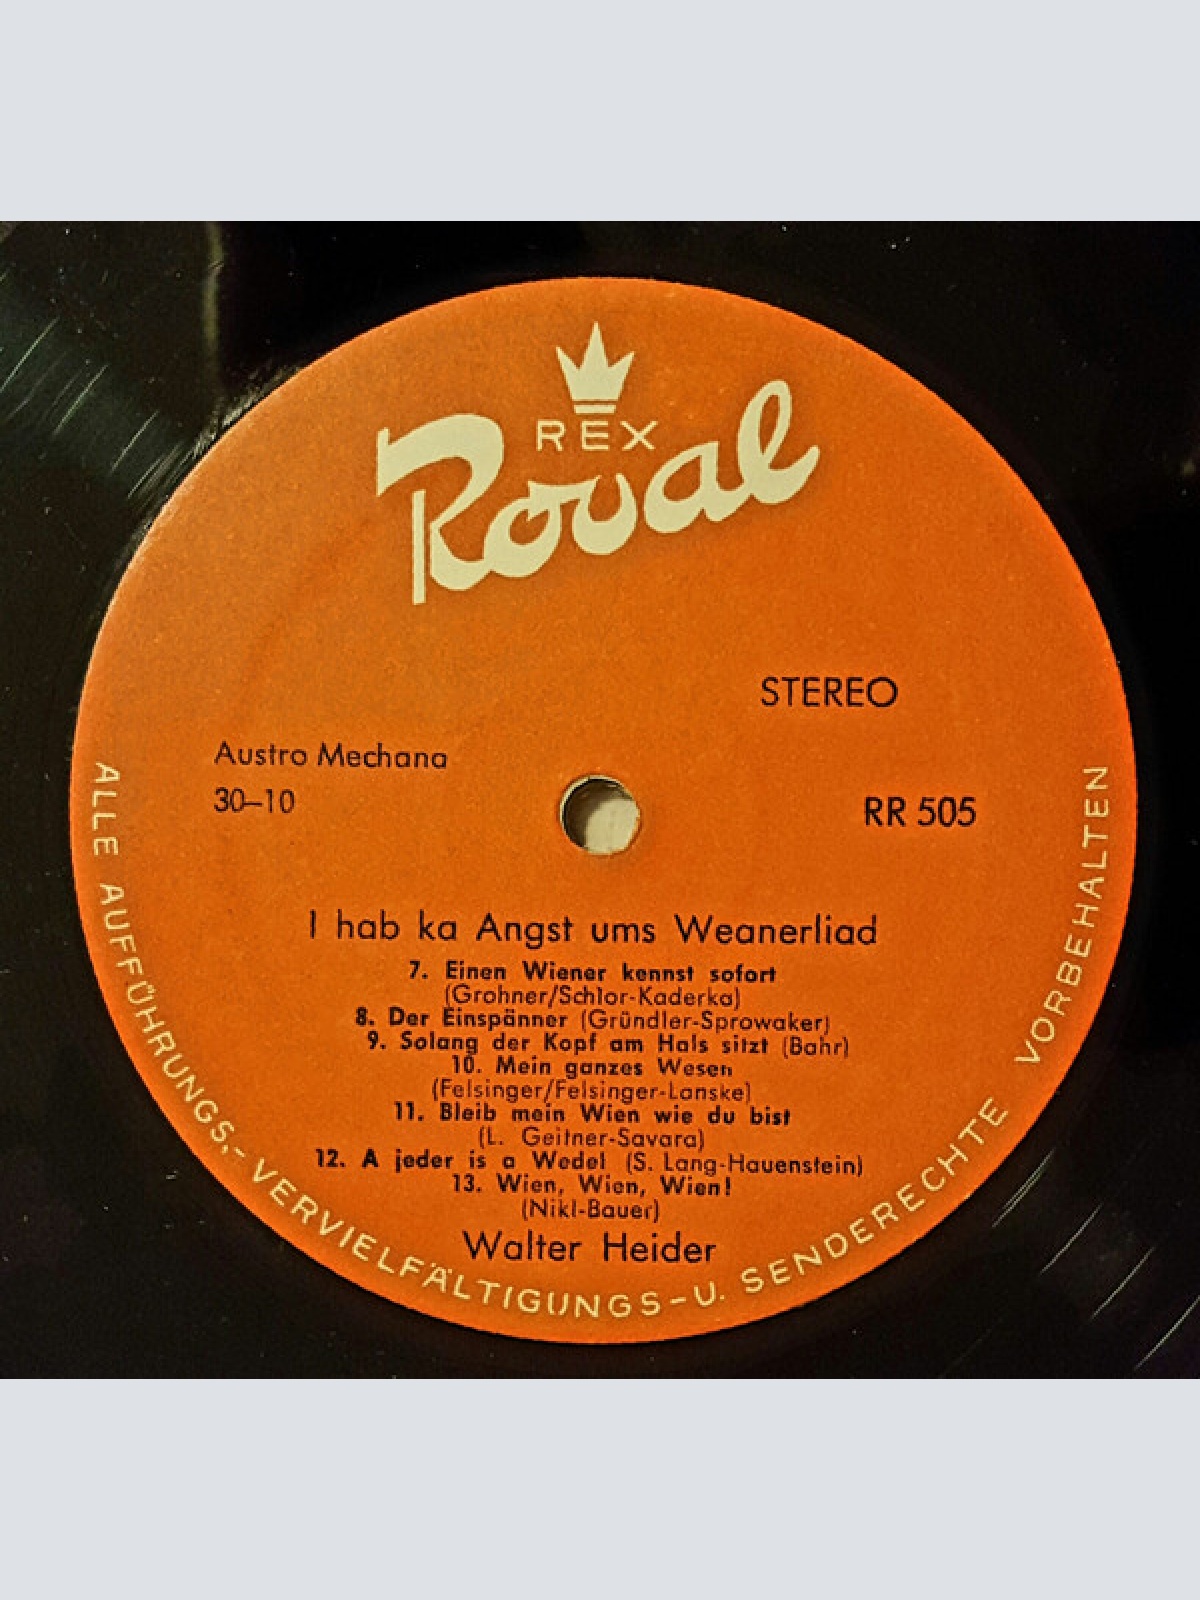 REX
Royal
STEREO
Austro Mechana
30–10
RR 505
I hab ka Angst ums Weanerliad
7. Einen Wiener kennst sofort
(Grohner/Schlor-Kaderka)
8. Der Einspänner (Gründler-Sprowaker)
9. Solang der Kopf am Hals sitzt (Bahr)
10. Mein ganzes Wesen
(Felsinger/Felsinger-Lanske)
11. Bleib mein Wien wie du bist
(L. Geitner-Savara)
12. A jeder is a Wedel (S. Lang-Hauenstein)
13. Wien, Wien, Wien!
(Nikl-Bauer)
Walter Heider
ALLE AUFFÜHRUNGS,- VERVIELFÄLTIGUNGS - U. SENDERECHTE VORBEHALTEN